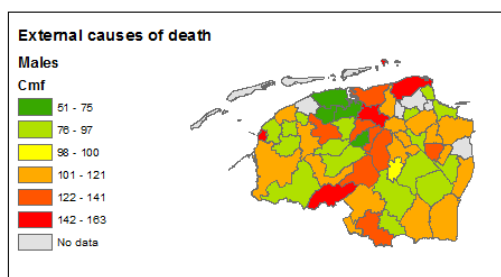 External causes of death
Males
Cmf
51 - 75
76 - 97
98 - 100
101 - 121
122 - 141
142 - 163
No data